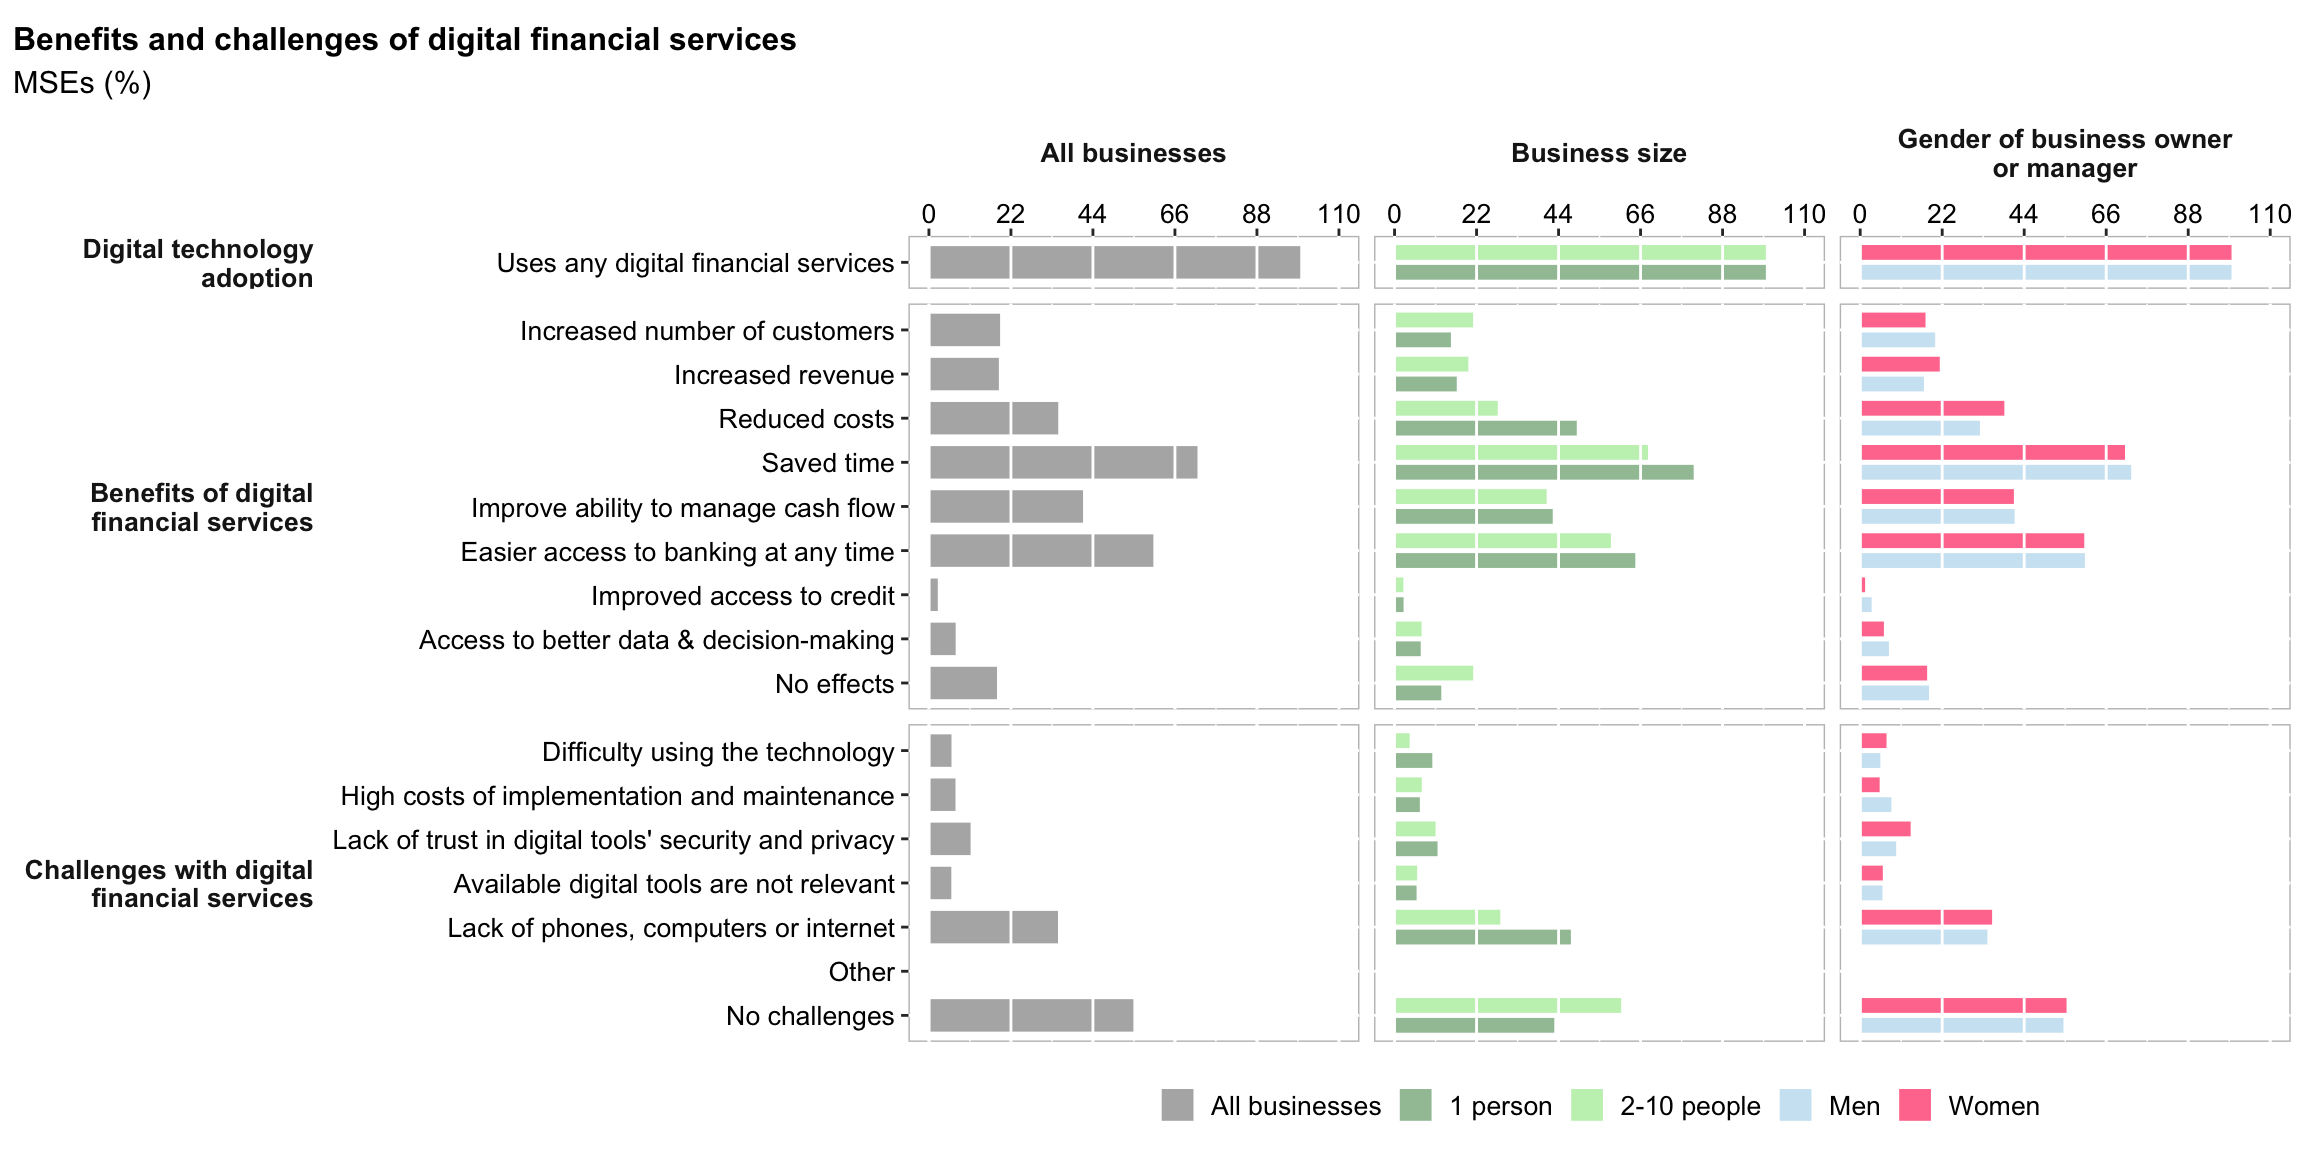 Benefits and challenges of digital financial services
MSEs (%)
All businesses
Business size
Gender of business owner
or manager
0 22 44 66 88 110
0 22 44 66 88 110
0 22 44 66 88 110
Digital technology
adoption
Uses any digital financial services
Benefits of digital
financial services
Increased number of customers
Increased revenue
Reduced costs
Saved time
Improve ability to manage cash flow
Easier access to banking at any time
Improved access to credit
Access to better data & decision-making
No effects
Challenges with digital
financial services
Difficulty using the technology
High costs of implementation and maintenance
Lack of trust in digital tools' security and privacy
Available digital tools are not relevant
Lack of phones, computers or internet
Other
No challenges
All businesses 1 person 2-10 people Men Women